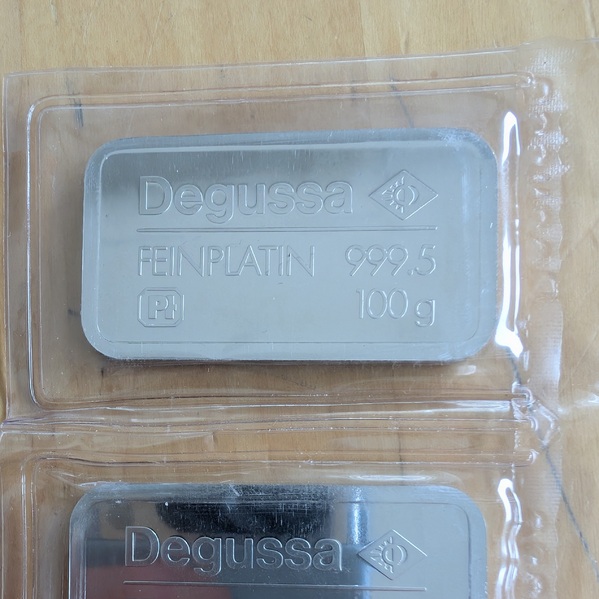 Degussa
FEINPLATIN 999.5
Pt 100 g
Degussa